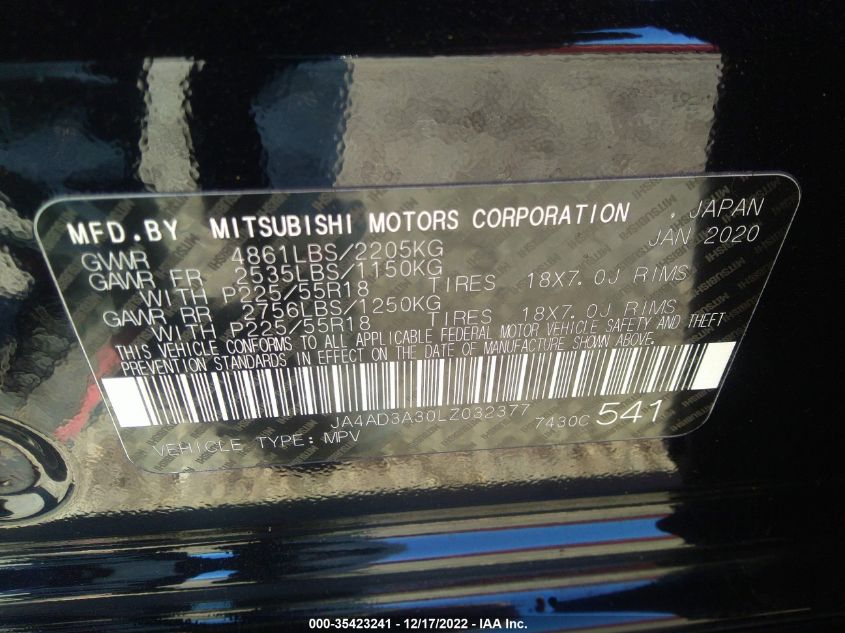 MFD.BY MITSUBISHI MOTORS CORPORATION . JAPAN
GVWR 4861LBS/2205KG JAN 2020
GAWR FR 2535LBS/1150KG
WITH P225/55R18 TIRES 18X7.0J RIMS
GAWR RR 2756LBS/1250KG
WITH P225/55R18 TIRES 18X7.0J RIMS
THIS VEHICLE CONFORMS TO ALL APPLICABLE FEDERAL MOTOR VEHICLE SAFETY AND THEFT
PREVENTION STANDARDS IN EFFECT ON THE DATE OF MANUFACTURE SHOWN ABOVE.
JA4AD3A30LZ032377 7430C 541
VEHICLE TYPE: MPV
000-35423241 - 12/17/2022 - IAA Inc.